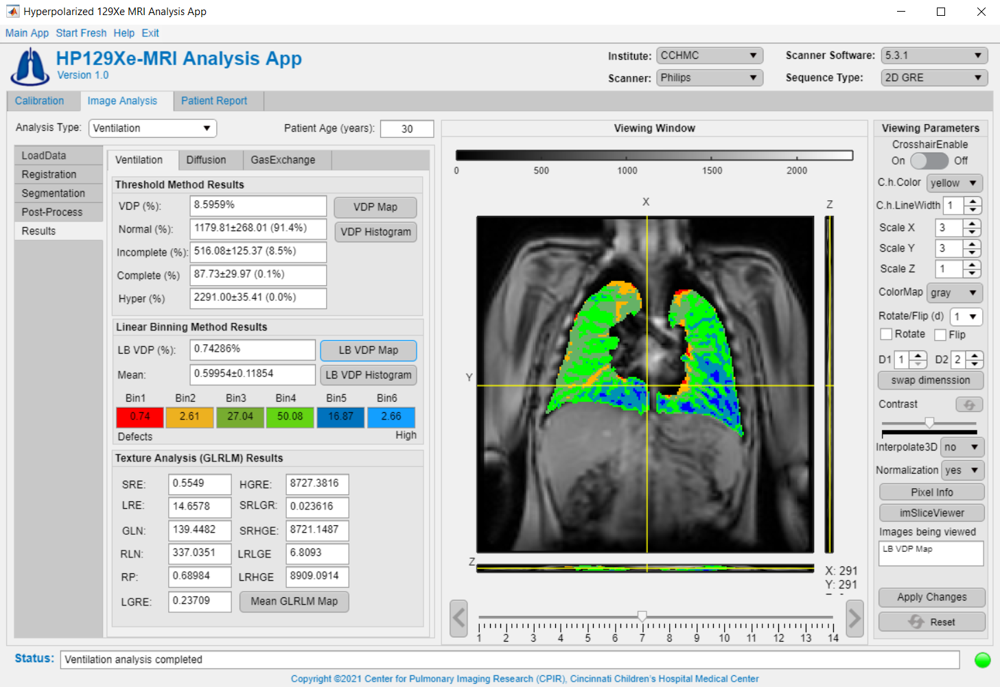 Hyperpolarized 129Xe MRI Analysis App
Main App Start Fresh Help Exit
HP129Xe-MRI Analysis App
Version 1.0
Institute: CCHMC
Scanner Software: 5.3.1
Scanner: Philips
Sequence Type: 2D GRE
Calibration Image Analysis Patient Report
Analysis Type: Ventilation
Patient Age (years): 30
LoadData
Registration
Segmentation
Post-Process
Results
Ventilation Diffusion GasExchange
Threshold Method Results
VDP (%): 8.5959% VDP Map
Normal (%): 1179.81±268.01 (91.4%) VDP Histogram
Incomplete (%): 516.08±125.37 (8.5%)
Complete (%) 87.73±29.97 (0.1%)
Hyper (%) 2291.00±35.41 (0.0%)
Linear Binning Method Results
LB VDP (%): 0.74286% LB VDP Map
Mean: 0.59954±0.11854 LB VDP Histogram
Bin1 Bin2 Bin3 Bin4 Bin5 Bin6
0.74 2.61 27.04 50.08 16.87 2.66
Defects High
Texture Analysis (GLRLM) Results
SRE: 0.5549 HGRE: 8727.3816
LRE: 14.6578 SRLGR: 0.023616
GLN: 139.4482 SRHGE: 8721.1487
RLN: 337.0351 LRLGE 6.8093
RP: 0.68984 LRHGE 8909.0914
LGRE: 0.23709 Mean GLRLM Map
Viewing Window
0 500 1000 1500 2000
X
Z
Y
Z
X: 291
Y: 291
1 2 3 4 5 6 7 8 9 10 11 12 13 14
Viewing Parameters
CrosshairEnable
On Off
C.h.Color yellow
C.h.LineWidth 1
Scale X 3
Scale Y 3
Scale Z 1
ColorMap gray
Rotate/Flip (d) 1
Rotate Flip
D1 1 D2 2
swap dimenssion
Contrast
Interpolate3D no
Normalization yes
Pixel Info
imSliceViewer
Images being viewed
LB VDP Map
Apply Changes
Reset
Status: Ventilation analysis completed
Copyright ©2021 Center for Pulmonary Imaging Research (CPIR), Cincinnati Children's Hospital Medical Center